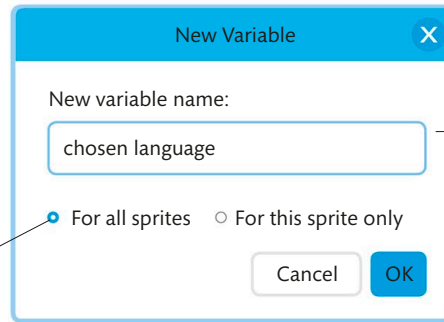 New Variable
X
New variable name:
chosen language
For all sprites For this sprite only
Cancel OK